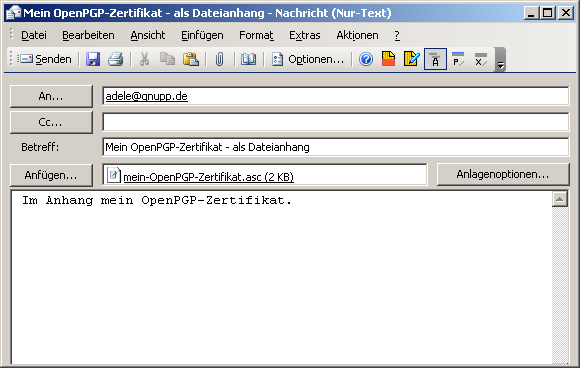 Mein OpenPGP-Zertifikat - als Dateianhang - Nachricht (Nur-Text)
Datei Bearbeiten Ansicht Einfügen Format Extras Aktionen ?
Senden Optionen...
An... adele@gnupp.de
Cc...
Betreff: Mein OpenPGP-Zertifikat - als Dateianhang
Anfügen... mein-OpenPGP-Zertifikat.asc (2 KB) Anlagenoptionen...
Im Anhang mein OpenPGP-Zertifikat.